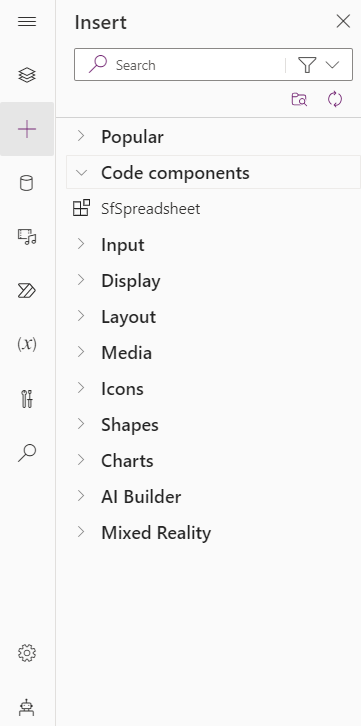 Insert
Search
Popular
Code components
SfSpreadsheet
Input
Display
Layout
Media
(x)
Icons
Shapes
Charts
AI Builder
Mixed Reality